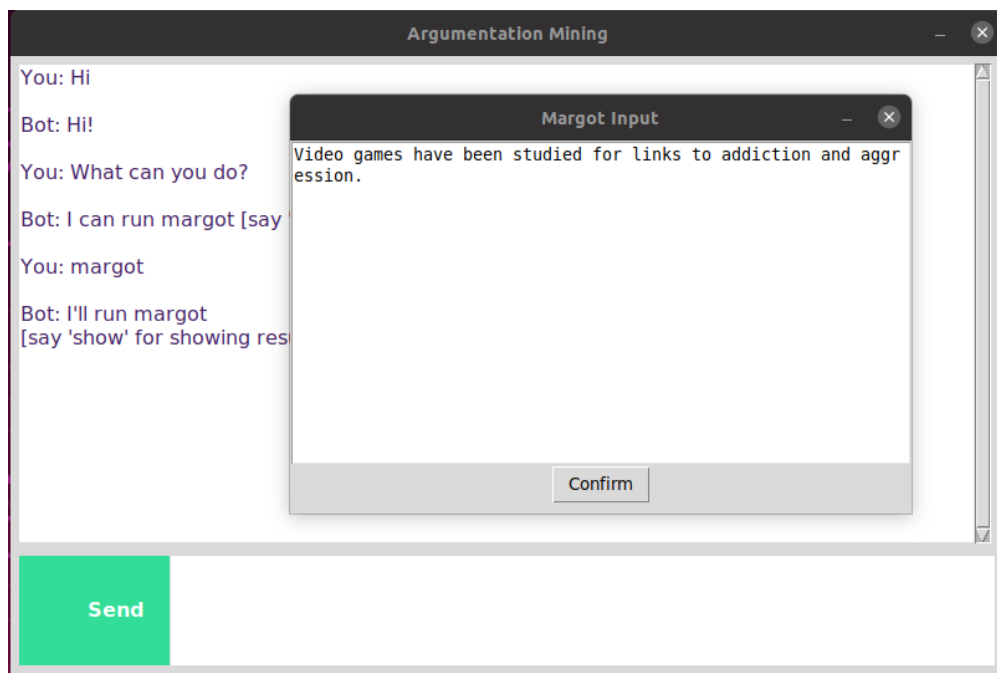 Argumentation Mining
You: Hi
Bot: Hi!
You: What can you do?
Bot: I can run margot [say '
You: margot
Bot: I'll run margot
[say 'show' for showing
Margot Input
Video games have been studied for links to addiction and aggr
ession.
Confirm
Send